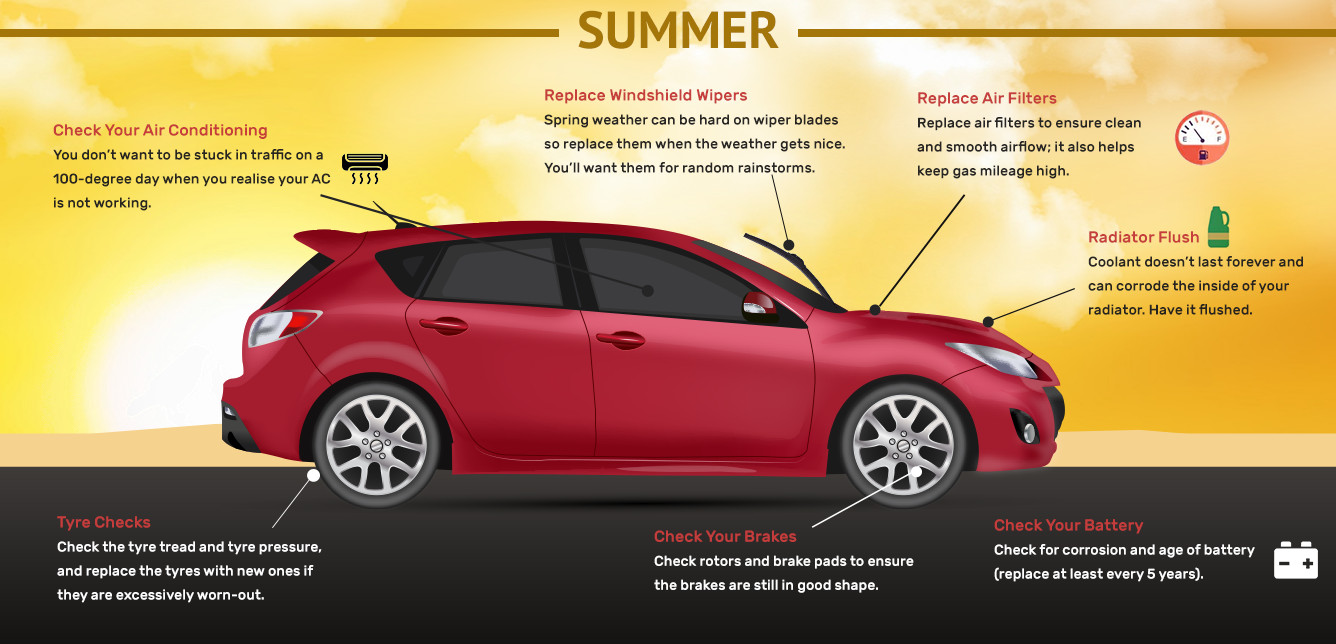 SUMMER
Check Your Air Conditioning
You don't want to be stuck in traffic on a
100-degree day when you realise your AC
is not working.
Replace Windshield Wipers
Spring weather can be hard on wiper blades
so replace them when the weather gets nice.
You'll want them for random rainstorms.
Replace Air Filters
Replace air filters to ensure clean
and smooth airflow; it also helps
keep gas mileage high.
E F
Radiator Flush
Coolant doesn't last forever and
can corrode the inside of your
radiator. Have it flushed.
Tyre Checks
Check the tyre tread and tyre pressure,
and replace the tyres with new ones if
they are excessively worn-out.
Check Your Brakes
Check rotors and brake pads to ensure
the brakes are still in good shape.
Check Your Battery
Check for corrosion and age of battery
(replace at least every 5 years).